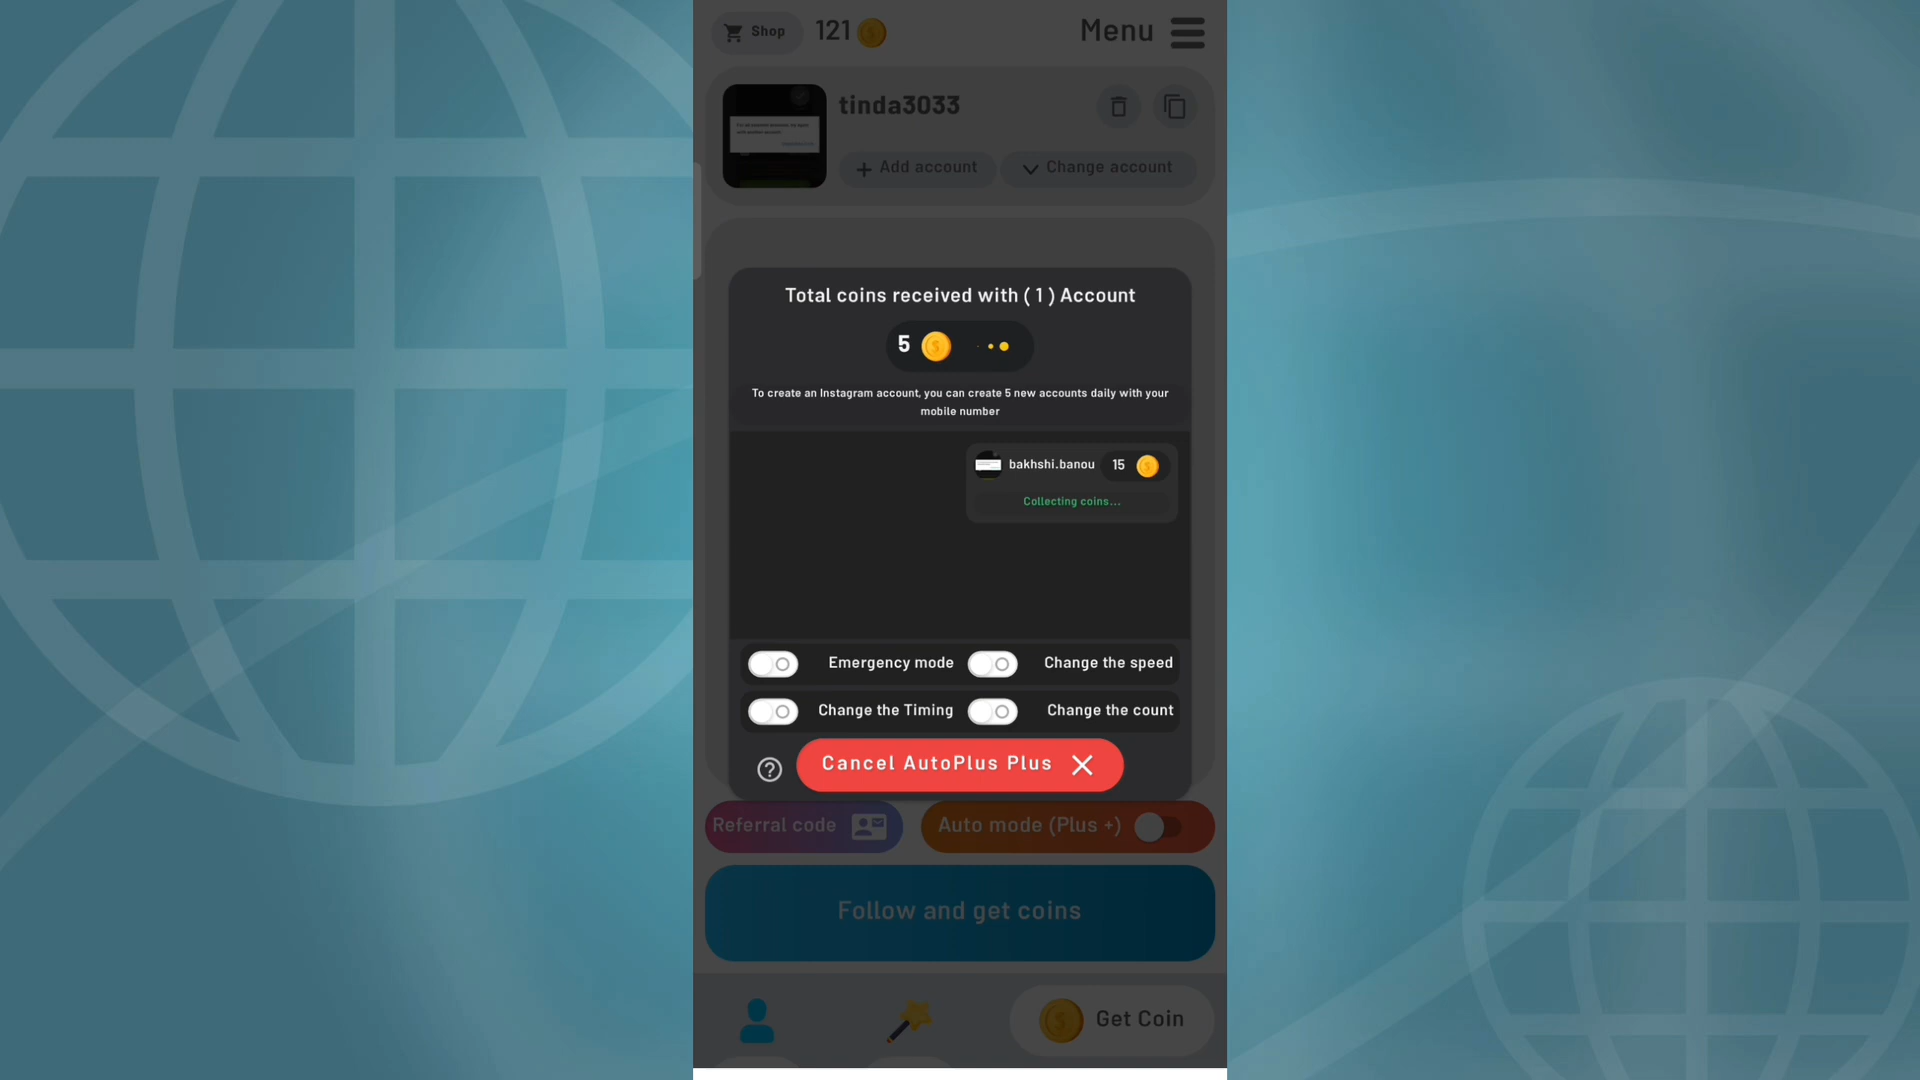 Shop
121
Menu
tinda3033
Add account
Change account
Total coins received with ( 1 ) Account
5
To create an Instagram account, you can create 5 new accounts daily with your
mobile number
bakhshi.banou
15
Collecting coins...
Emergency mode
Change the speed
Change the Timing
Change the count
Cancel AutoPlus Plus
Referral code
Auto mode (Plus +)
Follow and get coins
Get Coin